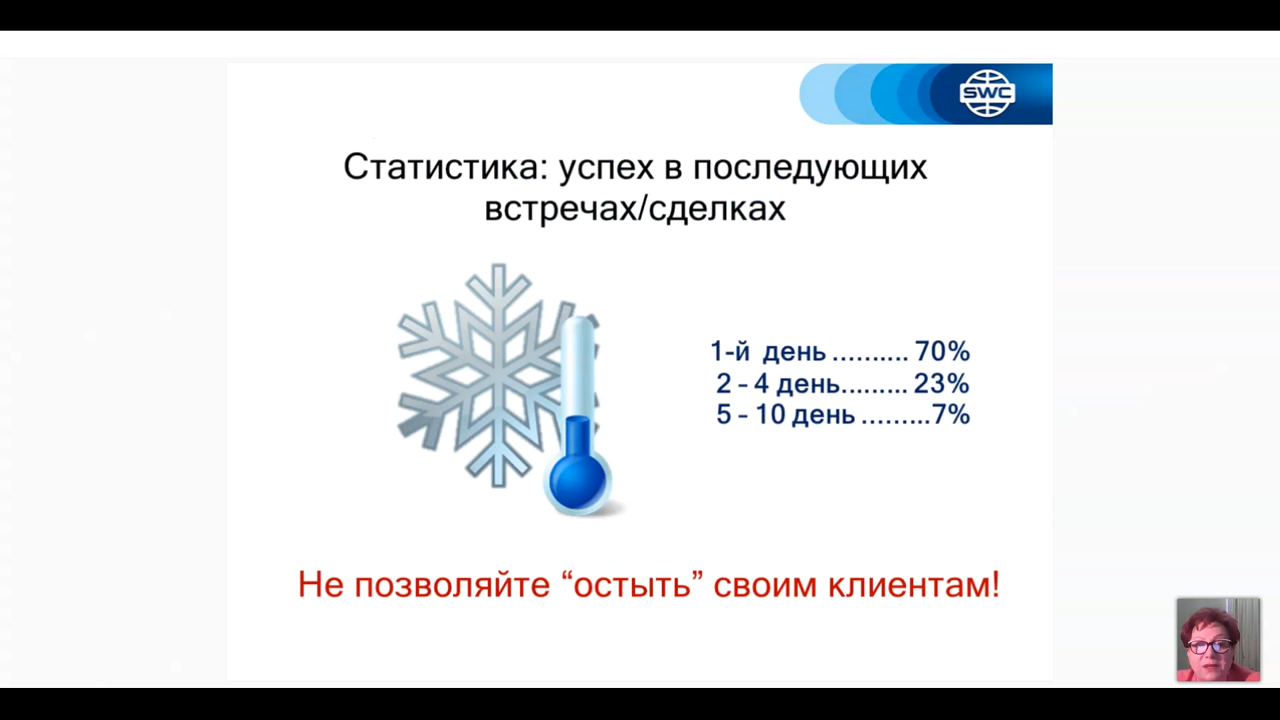 SWC
Статистика: успех в последующих
встречах/сделках
1-й день .......... 70%
2 – 4 день......... 23%
5 – 10 день .........7%
Не позволяйте “остыть” своим клиентам!